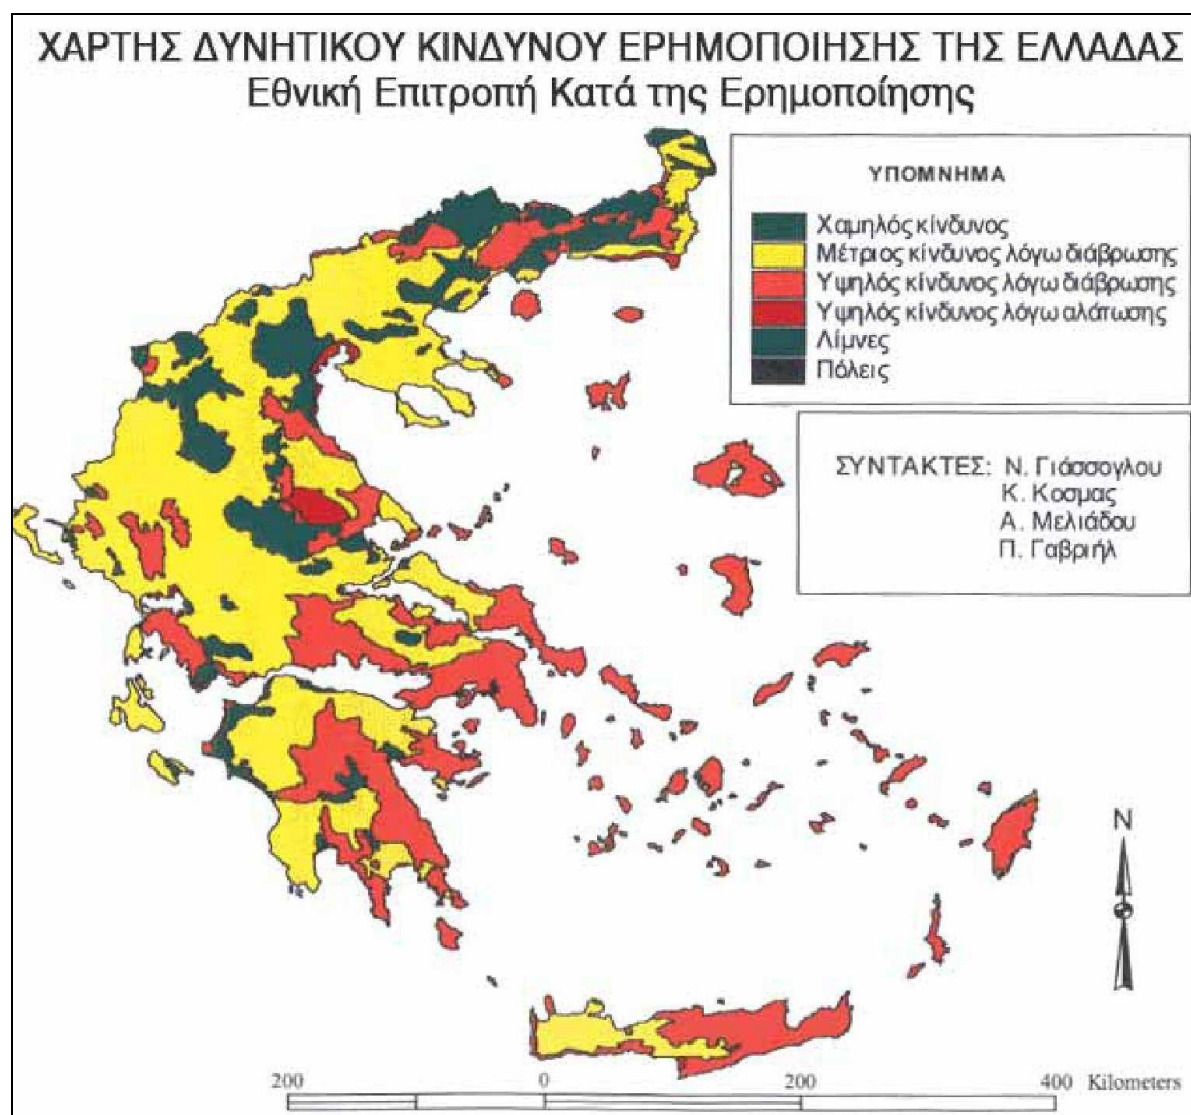 ΧΑΡΤΗΣ ΔΥΝΗΤΙΚΟΥ ΚΙΝΔΥΝΟΥ ΕΡΗΜΟΠΟΙΗΣΗΣ ΤΗΣ ΕΛΛΑΔΑΣ
Εθνική Επιτροπή Κατά της Ερημοποίησης
ΥΠΟΜΝΗΜΑ
Χαμηλός κίνδυνος
Μέτριος κίνδυνος λόγω διάβρωσης
Υψηλός κίνδυνος λόγω διάβρωσης
Υψηλός κίνδυνος λόγω αλάτωσης
Λίμνες
Πόλεις
ΣΥΝΤΑΚΤΕΣ: Ν. Γιάσσογλου
Κ. Κοσμας
Α. Μελιάδου
Π. Γαβριήλ
N
200 0 200 400 Kilometers